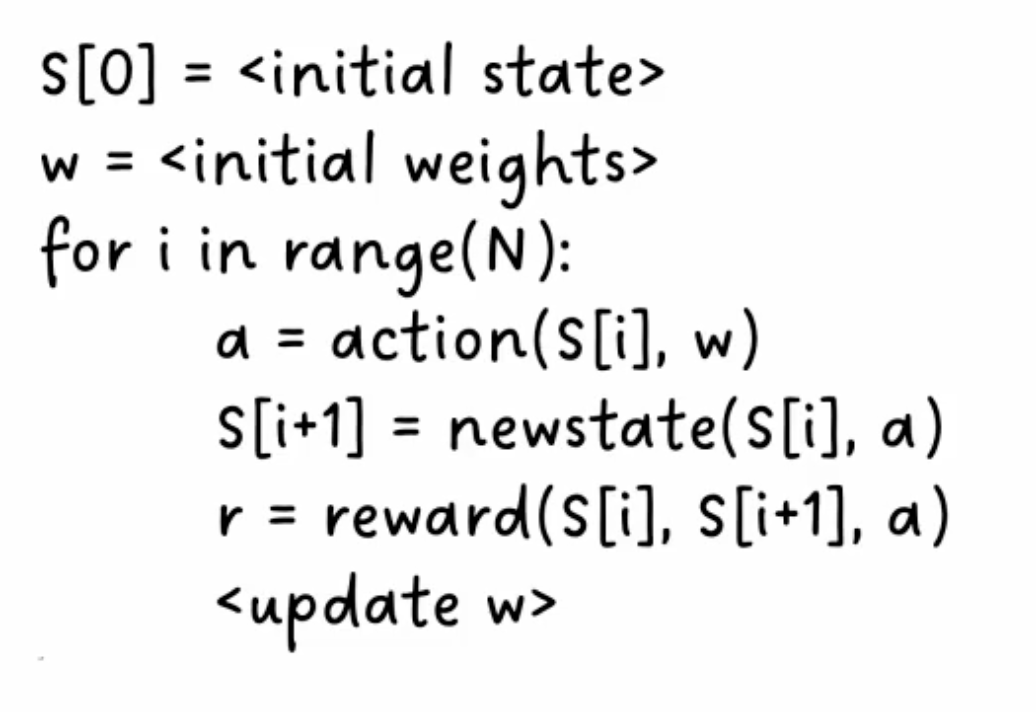 S[0] = <initial state>
w = <initial weights>
for i in range(N):
a = action(S[i], w)
S[i+1] = newstate(S[i], a)
r = reward(S[i], S[i+1], a)
<update w>